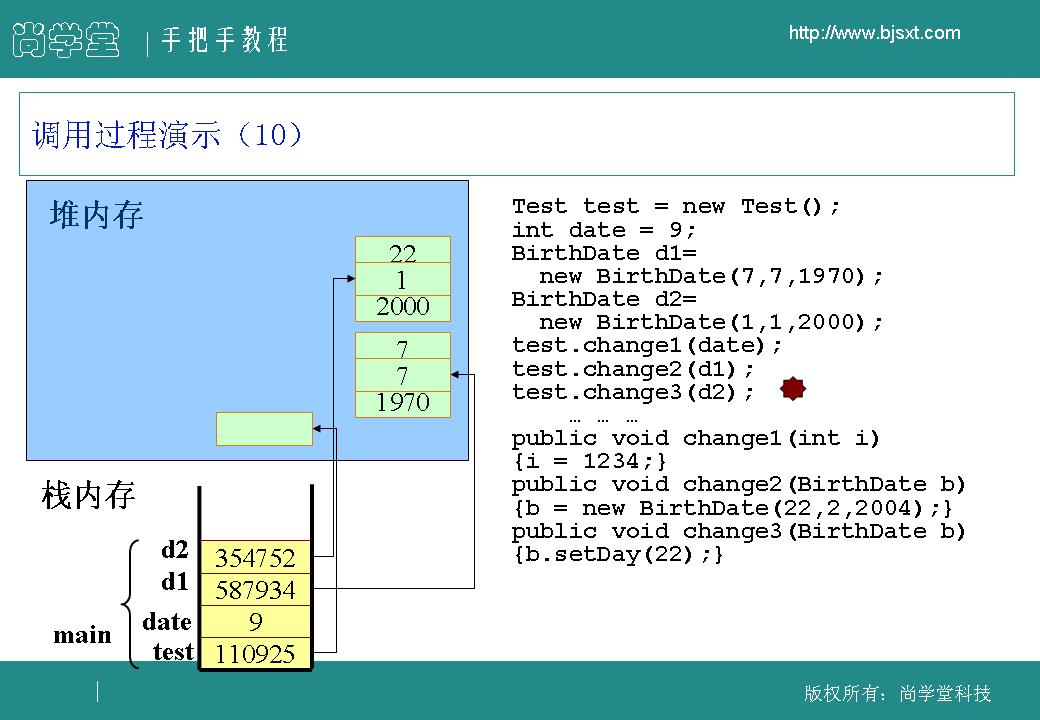 尚学堂 | 手把手教程
http://www.bjsxt.com
调用过程演示（10）
堆内存
22
1
2000
7
7
1970
栈内存
d2 354752
d1 587934
date 9
test 110925
main
Test test = new Test();
int date = 9;
BirthDate d1=
new BirthDate(7,7,1970);
BirthDate d2=
new BirthDate(1,1,2000);
test.change1(date);
test.change2(d1);
test.change3(d2);
… … …
public void change1(int i)
{i = 1234;}
public void change2(BirthDate b)
{b = new BirthDate(22,2,2004);}
public void change3(BirthDate b)
{b.setDay(22);}
版权所有：尚学堂科技